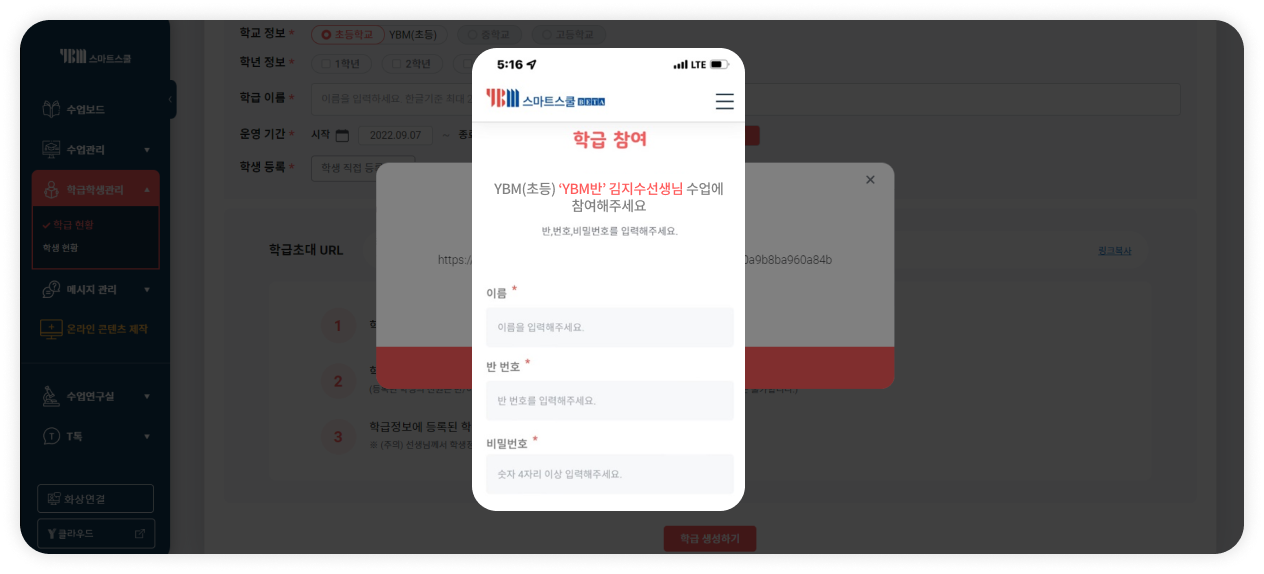 YBM 스마트스쿨
수업보드
수업관리
학급학생관리
학급 현황
학생 현황
메시지 관리
온라인 콘텐츠 제작
수업연구실
T T톡
화상연결
클라우드
학교 정보 * 초등학교 YBM(초등) 중학교 고등학교
학년 정보 * 1학년 2학년
학급 이름 * 이름을 입력하세요. 한글기준 최대
운영 기간 * 시작 2022.09.07 ~
학생 등록 * 학생 직접
학급초대 URL
https:/
0a9b8ba960a84b
링크복사
1
2
3 학급정보에 등록된
※ (주의) 선생님께서
학급 생성하기
5:16
LTE
YBM 스마트스쿨 BETA
학급 참여
YBM(초등) ‘YBM반’ 김지수선생님 수업에
참여해주세요
반,번호,비밀번호를 입력해주세요.
이름 *
이름을 입력해주세요.
반 번호 *
반 번호를 입력해주세요.
비밀번호 *
숫자 4자리 이상 입력해주세요.